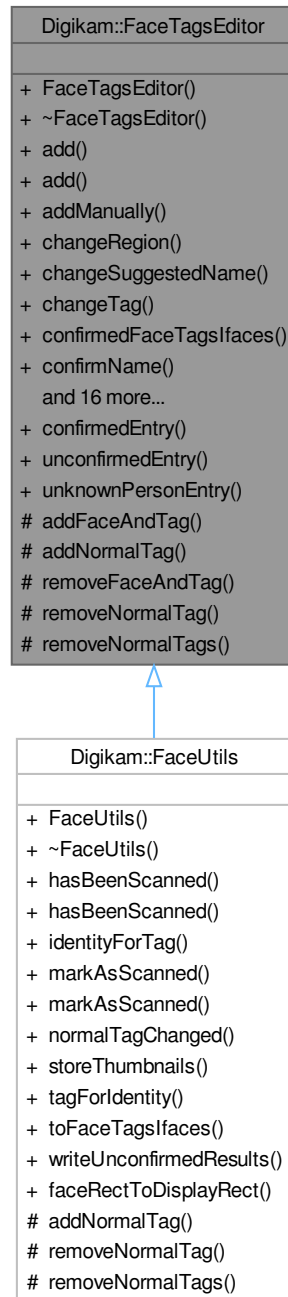 Digikam::FaceTagsEditor
+ FaceTagsEditor()
+ ~FaceTagsEditor()
+ add()
+ add()
+ addManually()
+ changeRegion()
+ changeSuggestedName()
+ changeTag()
+ confirmedFaceTagsIfaces()
+ confirmName()
and 16 more...
+ confirmedEntry()
+ unconfirmedEntry()
+ unknownPersonEntry()
# addFaceAndTag()
# addNormalTag()
# removeFaceAndTag()
# removeNormalTag()
# removeNormalTags()
Digikam::FaceUtils
+ FaceUtils()
+ ~FaceUtils()
+ hasBeenScanned()
+ hasBeenScanned()
+ identityForTag()
+ markAsScanned()
+ markAsScanned()
+ normalTagChanged()
+ storeThumbnails()
+ tagForIdentity()
+ toFaceTagsIfaces()
+ writeUnconfirmedResults()
+ faceRectToDisplayRect()
# addNormalTag()
# removeNormalTag()
# removeNormalTags()